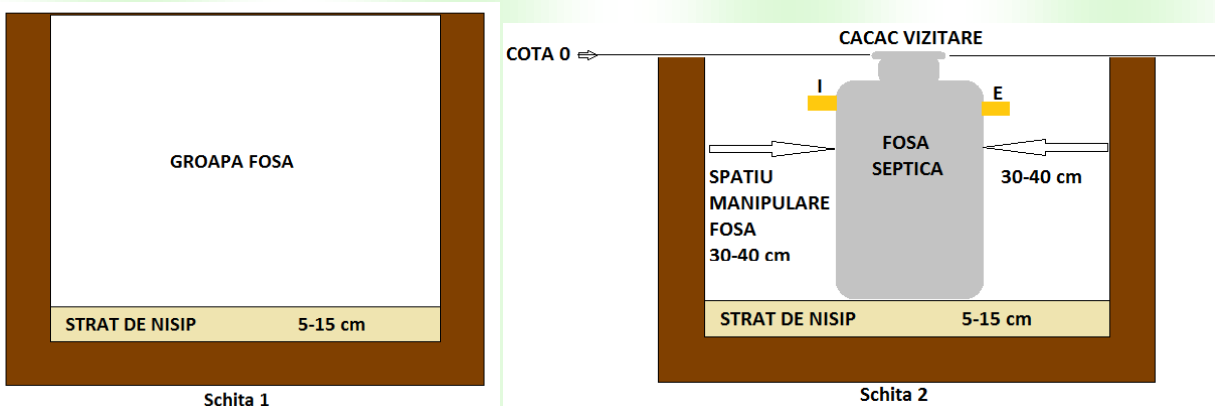 GROAPA FOSA
STRAT DE NISIP 5-15 cm
Schita 1
CACAC VIZITARE
COTA 0
I
E
FOSA
SEPTICA
SPATIU
MANIPULARE
FOSA
30-40 cm
30-40 cm
STRAT DE NISIP 5-15 cm
Schita 2